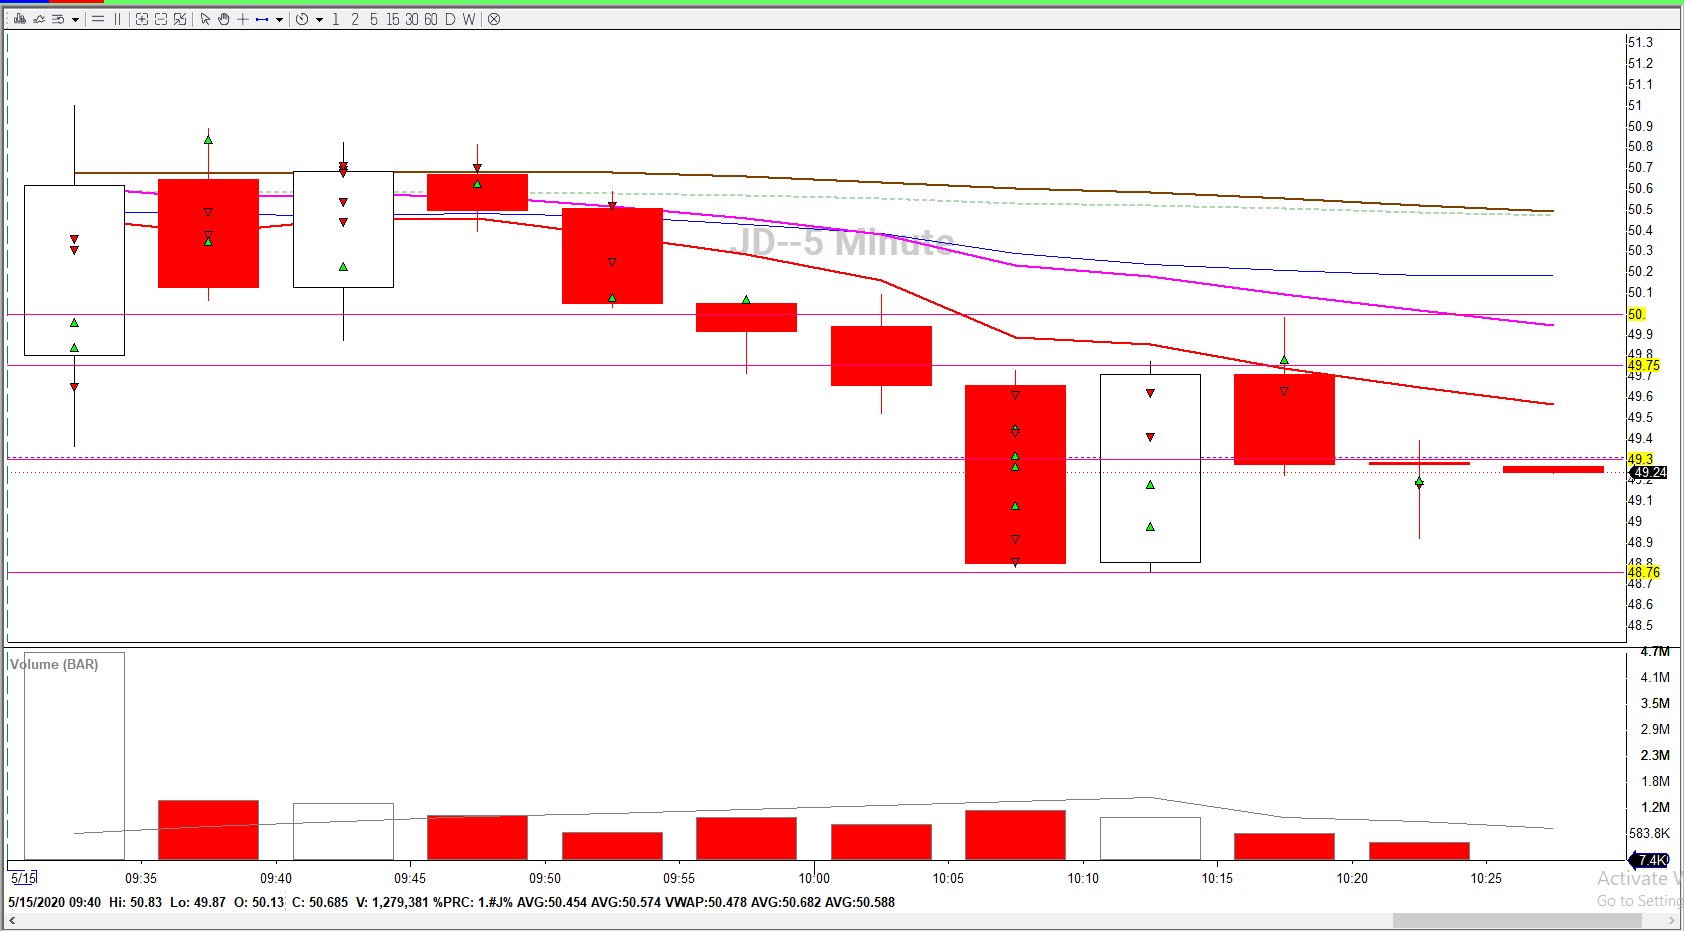 1 2 5 15 30 60 D W
JD--5 Minute
51.3
51.2
51.1
51
50.9
50.8
50.7
50.6
50.5
50.4
50.3
50.2
50.1
50.
49.9
49.8
49.75
49.7
49.6
49.5
49.4
49.3
49.24
49.2
49.1
49
48.9
48.8
48.76
48.7
48.6
48.5
Volume (BAR)
4.7M
4.1M
3.5M
2.9M
2.3M
1.8M
1.2M
583.8K
7.4K
5/15 09:35 09:40 09:45 09:50 09:55 10:00 10:05 10:10 10:15 10:20 10:25
Activate W
Go to Setting
5/15/2020 09:40 Hi: 50.83 Lo: 49.87 O: 50.13 C: 50.685 V: 1,279,381 %PRC: 1.#J% AVG:50.454 AVG:50.574 VWAP:50.478 AVG:50.682 AVG:50.588